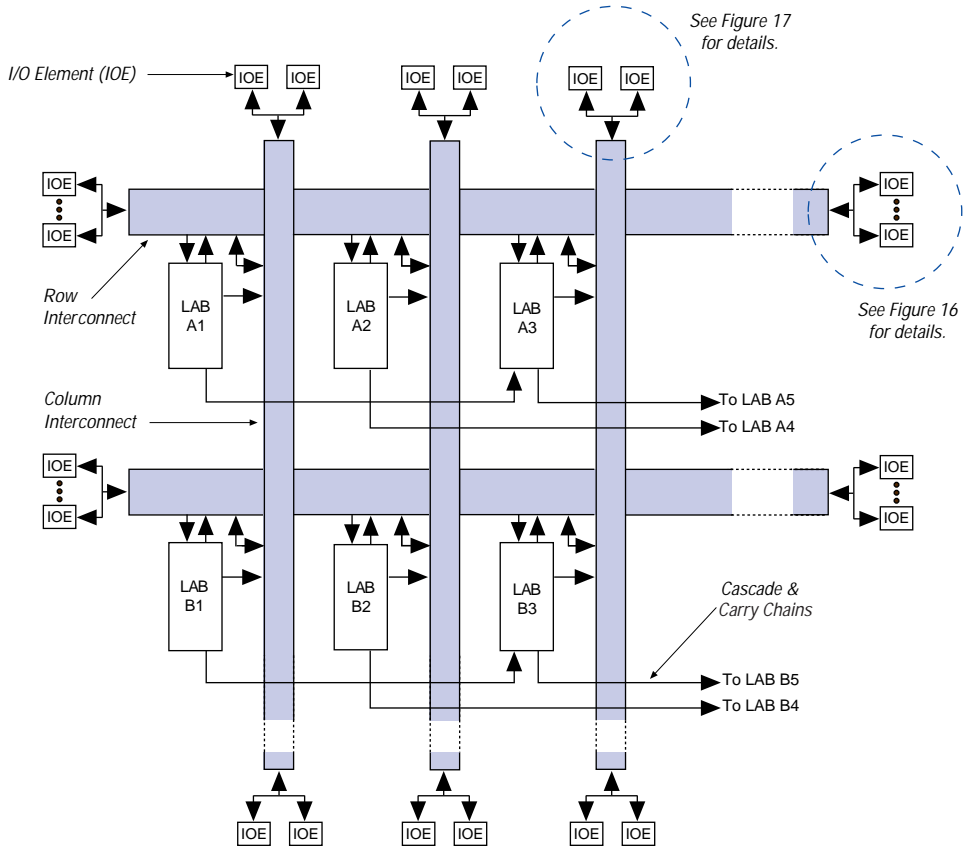 See Figure 17
for details.
I/O Element (IOE)
IOE
IOE
IOE
IOE
IOE
IOE
IOE
IOE
IOE
IOE
Row
Interconnect
LAB
A1
LAB
A2
LAB
A3
See Figure 16
for details.
Column
Interconnect
To LAB A5
To LAB A4
IOE
IOE
IOE
IOE
LAB
B1
LAB
B2
LAB
B3
Cascade &
Carry Chains
To LAB B5
To LAB B4
IOE
IOE
IOE
IOE
IOE
IOE